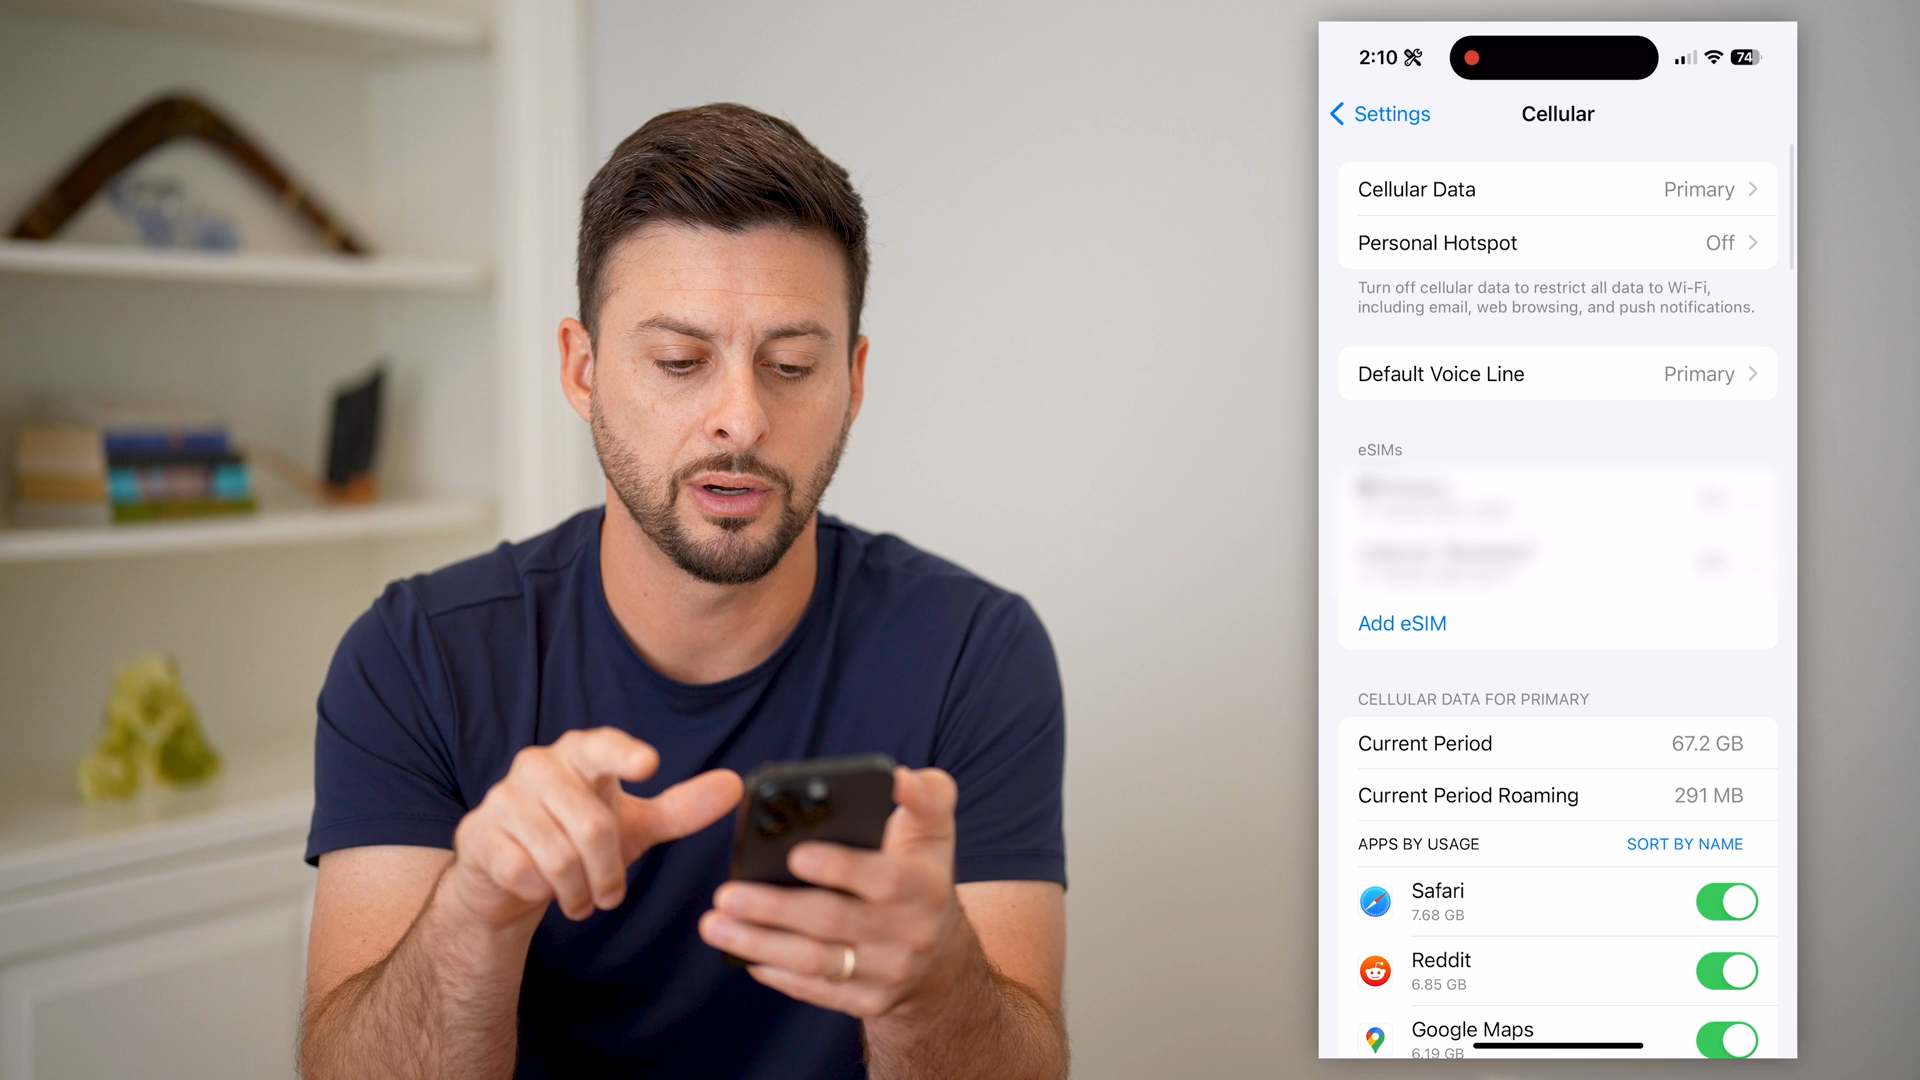 2:10
74
Settings
Cellular
Cellular Data
Primary
Personal Hotspot
Off
Turn off cellular data to restrict all data to Wi-Fi,
including email, web browsing, and push notifications.
Default Voice Line
Primary
eSIMs
Add eSIM
CELLULAR DATA FOR PRIMARY
Current Period
67.2 GB
Current Period Roaming
291 MB
APPS BY USAGE
SORT BY NAME
Safari
7.68 GB
Reddit
6.85 GB
Google Maps
6.19 GB